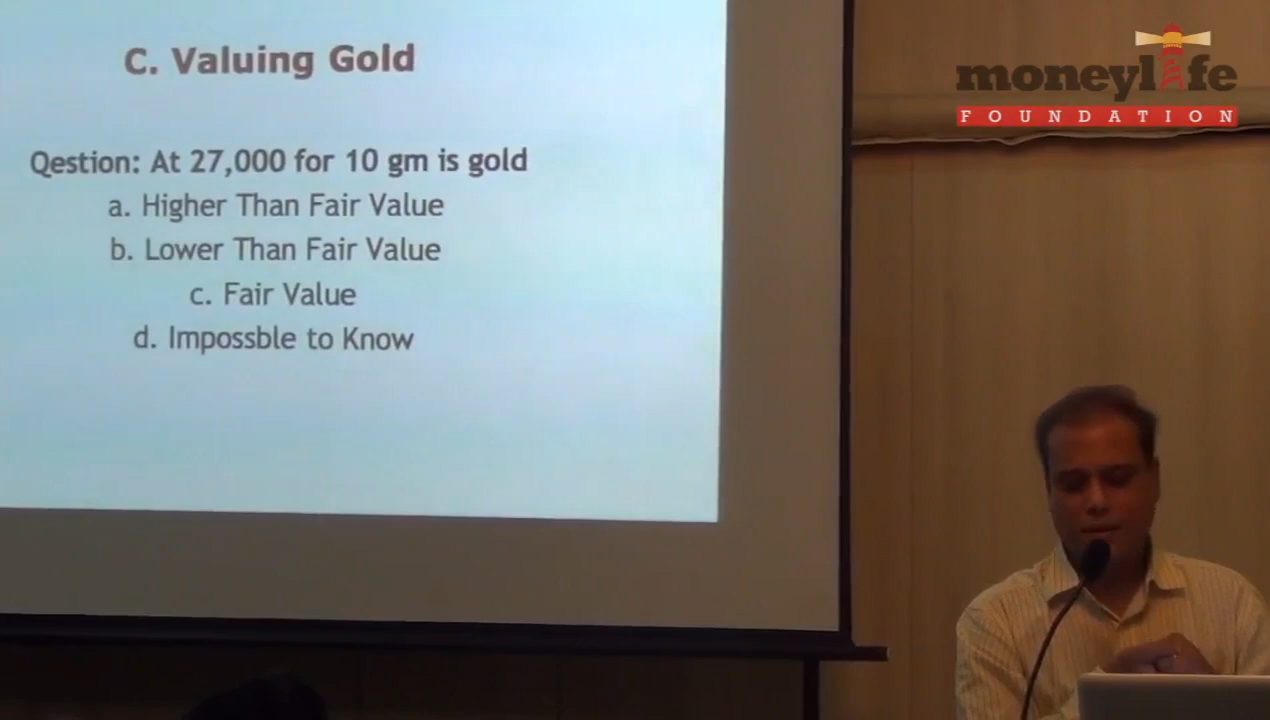 C. Valuing Gold
Qestion: At 27,000 for 10 gm is gold
a. Higher Than Fair Value
b. Lower Than Fair Value
c. Fair Value
d. Impossble to Know
moneylife
FOUNDATION